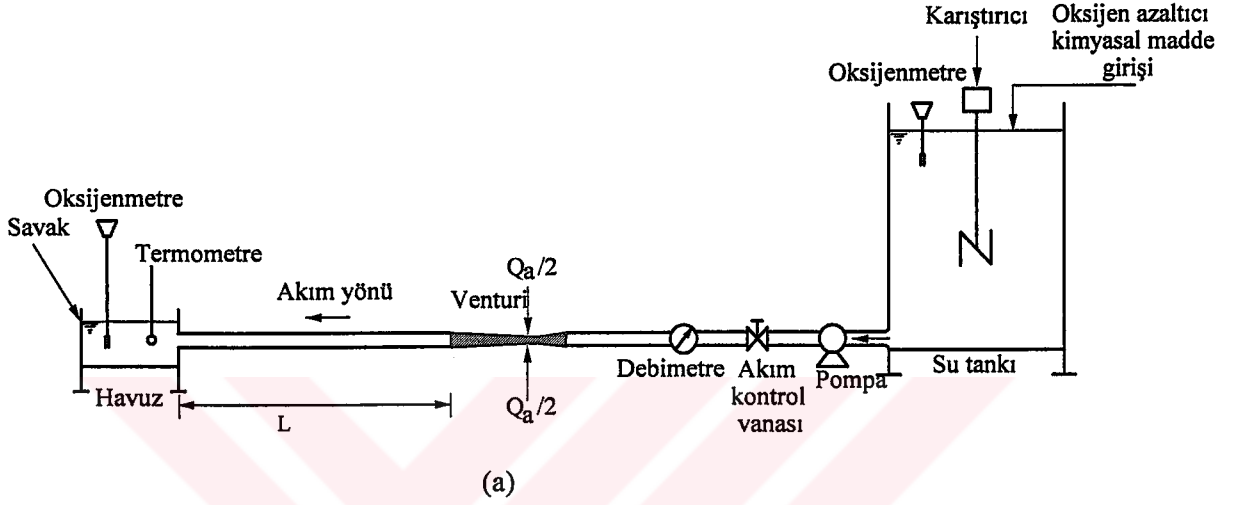 Karıştırıcı
Oksijen azaltıcı
kimyasal madde
girişi
Oksijenmetre
Oksijenmetre
Savak
Termometre
Akım yönü
Venturi
Qa/2
Debimetre
Akım
kontrol
vanası
Pompa
Su tankı
Havuz
L
Qa/2
(a)